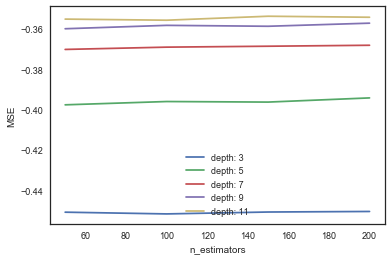 −0.36
−0.38
−0.40
−0.42
−0.44
MSE
depth: 3
depth: 5
depth: 7
depth: 9
depth: 11
60 80 100 120 140 160 180 200
n_estimators